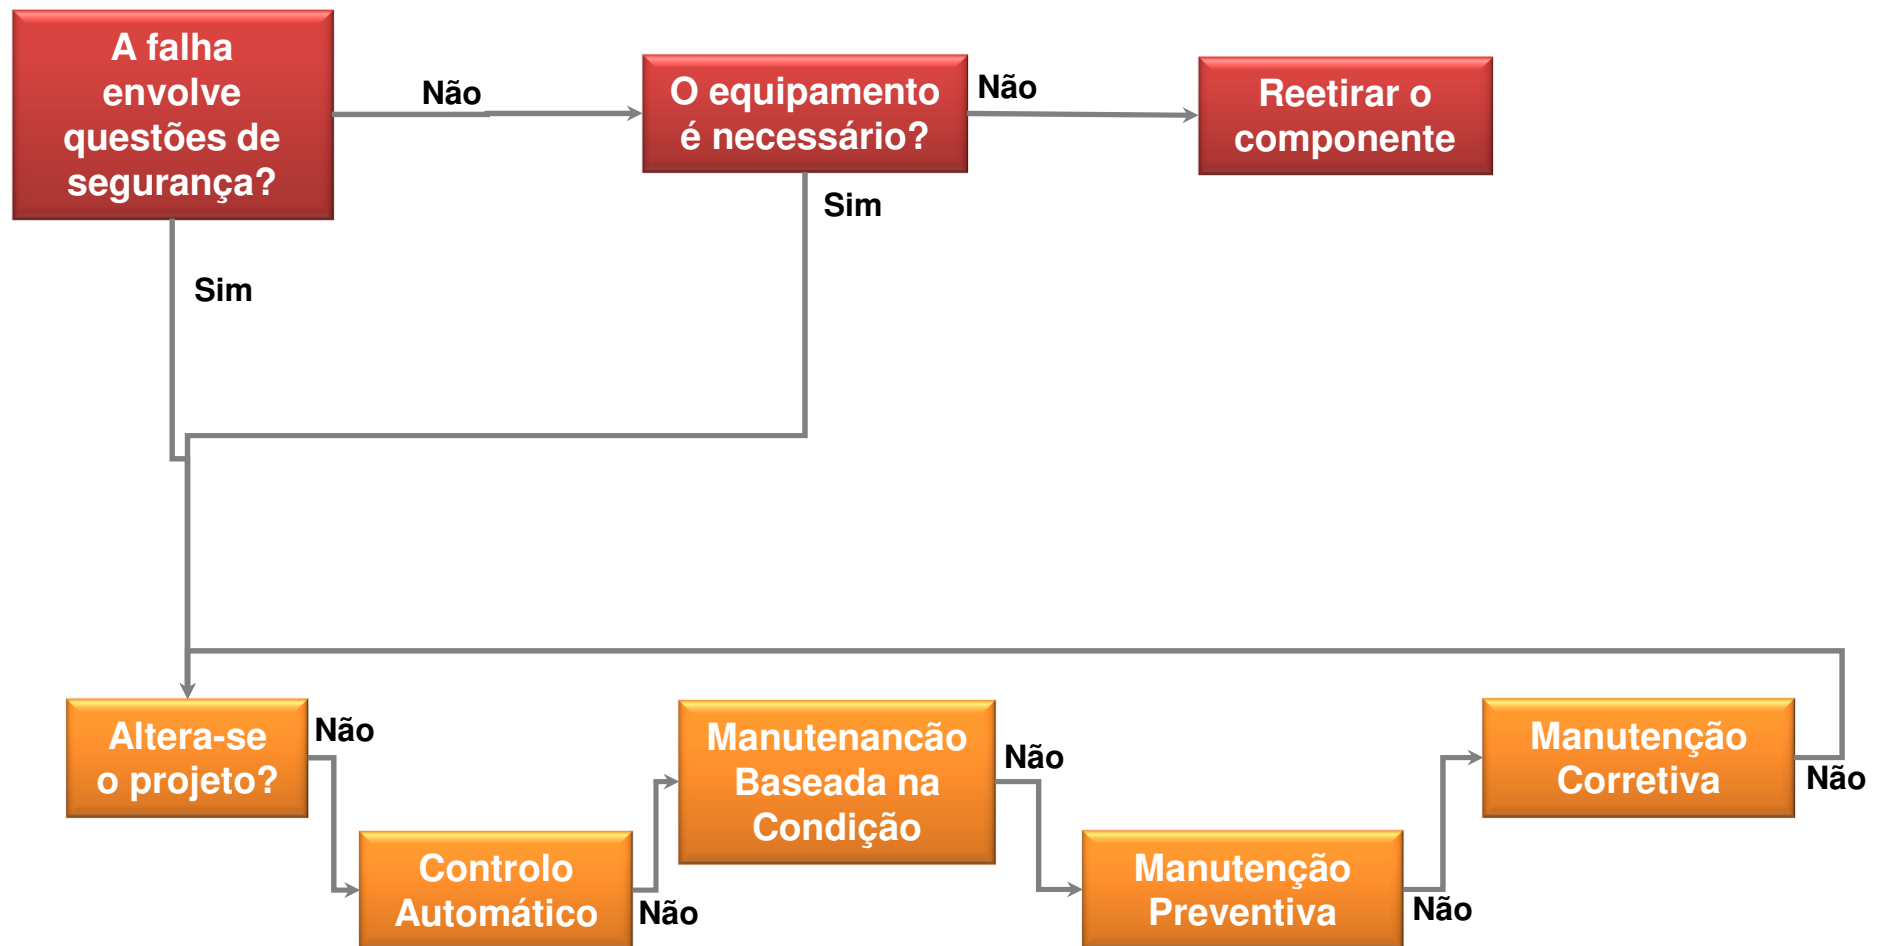 A falha
envolve
questões de
segurança?
Não
O equipamento
é necessário?
Não
Reetirar o
componente
Sim
Sim
Altera-se
o projeto?
Não
Controlo
Automático
Não
Manutenancão
Baseada na
Condição
Não
Manutenção
Preventiva
Não
Manutenção
Corretiva
Não